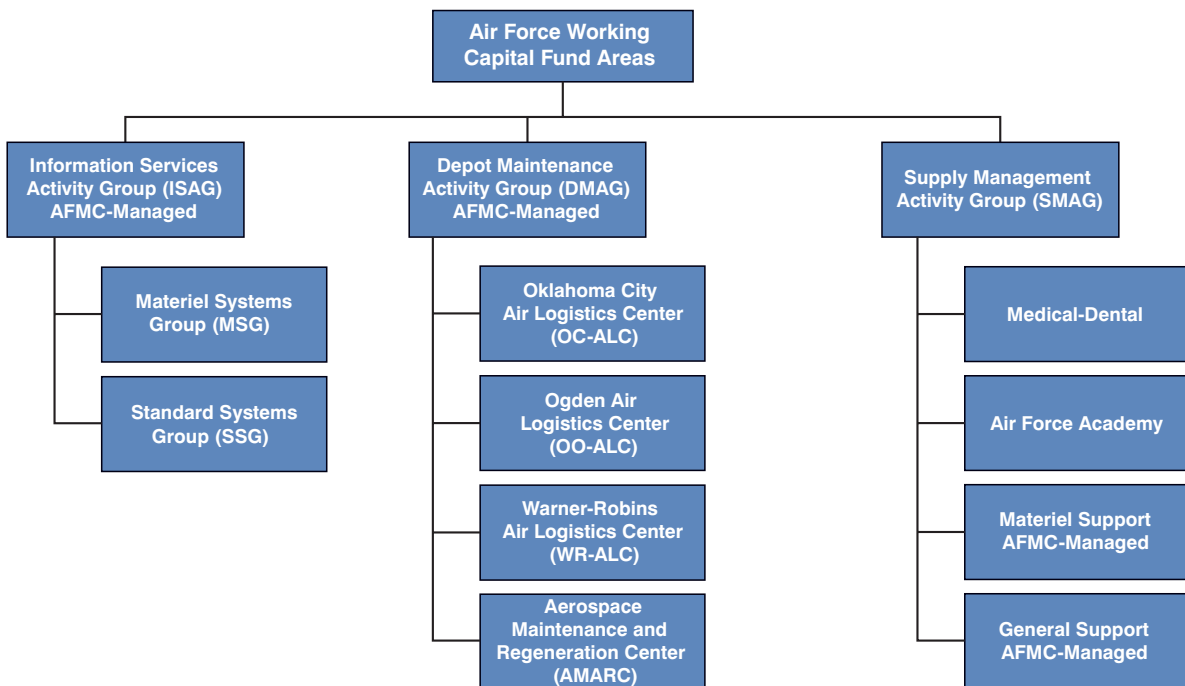 Air Force Working
Capital Fund Areas
Information Services
Activity Group (ISAG)
AFMC-Managed
Materiel Systems
Group (MSG)
Standard Systems
Group (SSG)
Depot Maintenance
Activity Group (DMAG)
AFMC-Managed
Oklahoma City
Air Logistics Center
(OC-ALC)
Ogden Air
Logistics Center
(OO-ALC)
Warner-Robins
Air Logistics Center
(WR-ALC)
Aerospace
Maintenance and
Regeneration Center
(AMARC)
Supply Management
Activity Group (SMAG)
Medical-Dental
Air Force Academy
Materiel Support
AFMC-Managed
General Support
AFMC-Managed